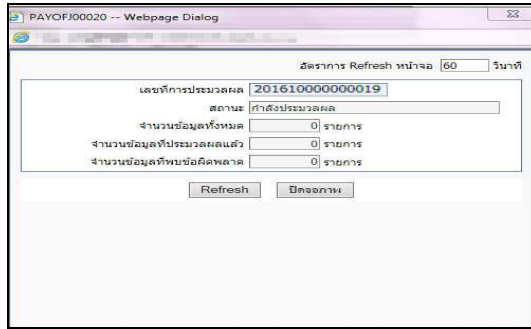 PAYOFJ00020 -- Webpage Dialog
อัตราการ Refresh หน้าจอ 60 วินาที
เลขที่การประมวลผล 201610000000019
สถานะ กำลังประมวลผล
จำนวนข้อมูลทั้งหมด 0 รายการ
จำนวนข้อมูลที่ประมวลผลแล้ว 0 รายการ
จำนวนข้อมูลที่พบข้อผิดพลาด 0 รายการ
Refresh ปิดจอภาพ